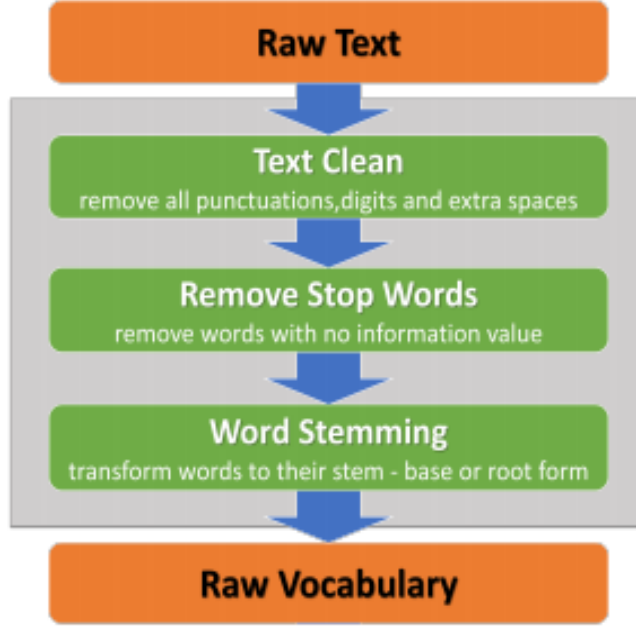 Raw Text
Text Clean
remove all punctuations,digits and extra spaces
Remove Stop Words
remove words with no information value
Word Stemming
transform words to their stem - base or root form
Raw Vocabulary